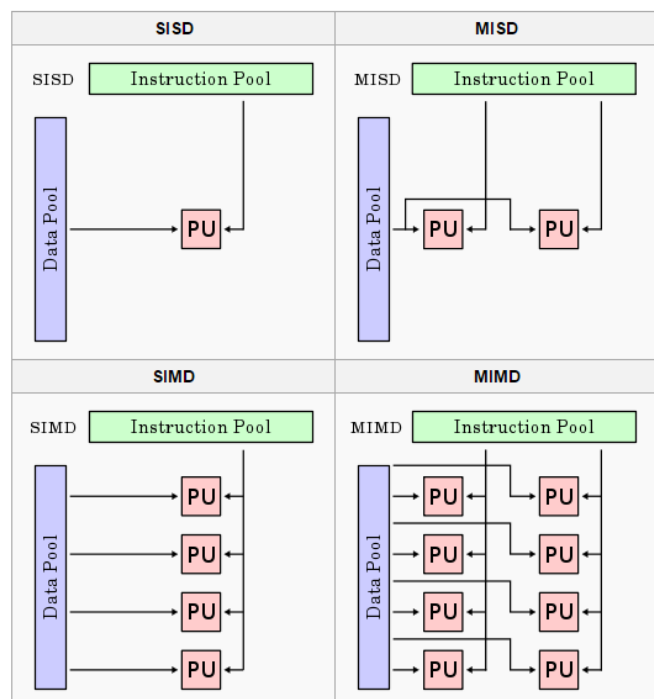 SISD
MISD
SISD Instruction Pool
MISD Instruction Pool
Data Pool
PU
Data Pool
PU PU
SIMD
MIMD
SIMD Instruction Pool
MIMD Instruction Pool
Data Pool
PU
PU
PU
PU
Data Pool
PU PU
PU PU
PU PU
PU PU